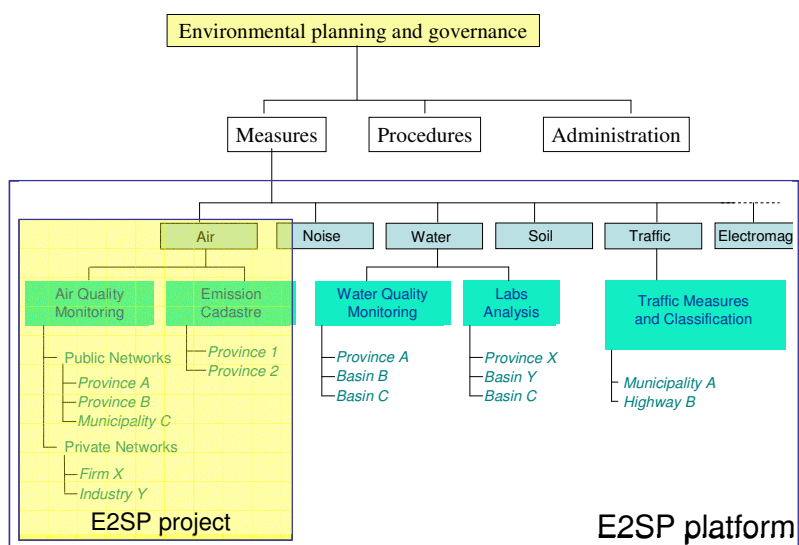 Environmental planning and governance
Measures
Procedures
Administration
Air
Noise
Water
Soil
Traffic
Electromag
Air Quality
Monitoring
Emission
Cadastre
Water Quality
Monitoring
Labs
Analysis
Traffic Measures
and Classification
Public Networks
Province A
Province B
Municipality C
Private Networks
Firm X
Industry Y
Province 1
Province 2
Province A
Basin B
Basin C
Province X
Basin Y
Basin C
Municipality A
Highway B
E2SP project
E2SP platform